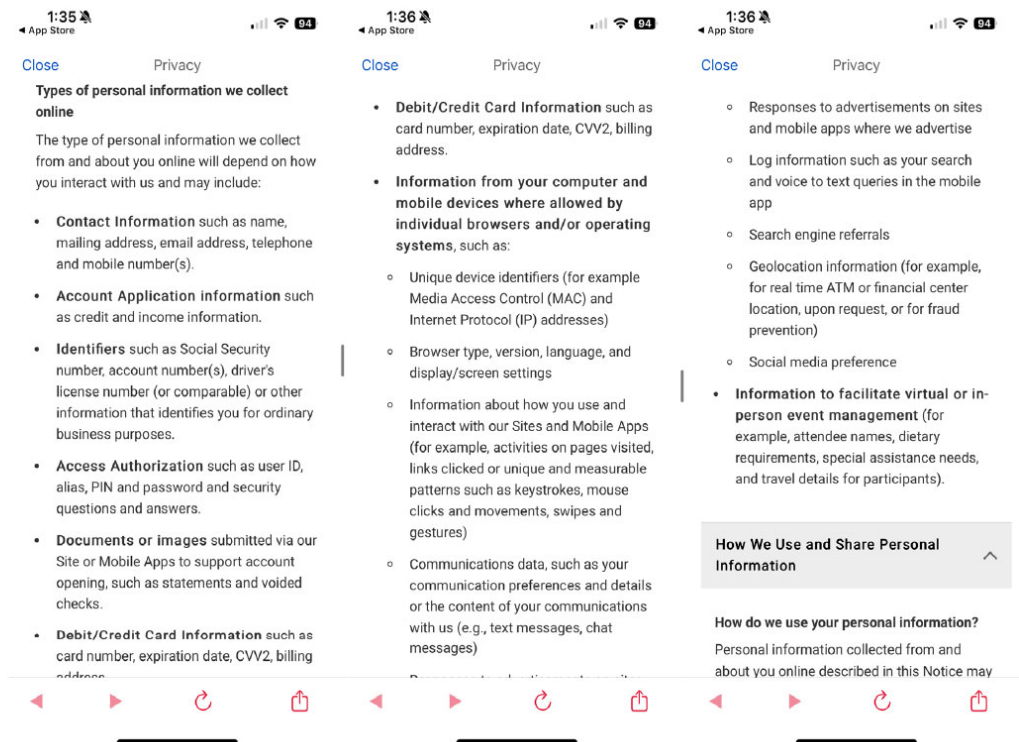 1:35
94
◄ App Store
Close
Privacy
Types of personal information we collect
online
The type of personal information we collect
from and about you online will depend on how
you interact with us and may include:
• Contact Information such as name,
mailing address, email address, telephone
and mobile number(s).
• Account Application information such
as credit and income information.
• Identifiers such as Social Security
number, account number(s), driver's
license number (or comparable) or other
information that identifies you for ordinary
business purposes.
• Access Authorization such as user ID,
alias, PIN and password and security
questions and answers.
• Documents or images submitted via our
Site or Mobile Apps to support account
opening, such as statements and voided
checks.
• Debit/Credit Card Information such as
card number, expiration date, CVV2, billing
address.
1:36
94
◄ App Store
Close
Privacy
• Debit/Credit Card Information such as
card number, expiration date, CVV2, billing
address.
• Information from your computer and
mobile devices where allowed by
individual browsers and/or operating
systems, such as:
○ Unique device identifiers (for example
Media Access Control (MAC) and
Internet Protocol (IP) addresses)
○ Browser type, version, language, and
display/screen settings
○ Information about how you use and
interact with our Sites and Mobile Apps
(for example, activities on pages visited,
links clicked or unique and measurable
patterns such as keystrokes, mouse
clicks and movements, swipes and
gestures)
○ Communications data, such as your
communication preferences and details
or the content of your communications
with us (e.g., text messages, chat
messages)
1:36
94
◄ App Store
Close
Privacy
○ Responses to advertisements on sites
and mobile apps where we advertise
○ Log information such as your search
and voice to text queries in the mobile
app
○ Search engine referrals
○ Geolocation information (for example,
for real time ATM or financial center
location, upon request, or for fraud
prevention)
○ Social media preference
• Information to facilitate virtual or in-
person event management (for
example, attendee names, dietary
requirements, special assistance needs,
and travel details for participants).
How We Use and Share Personal
Information
How do we use your personal information?
Personal information collected from and
about you online described in this Notice may